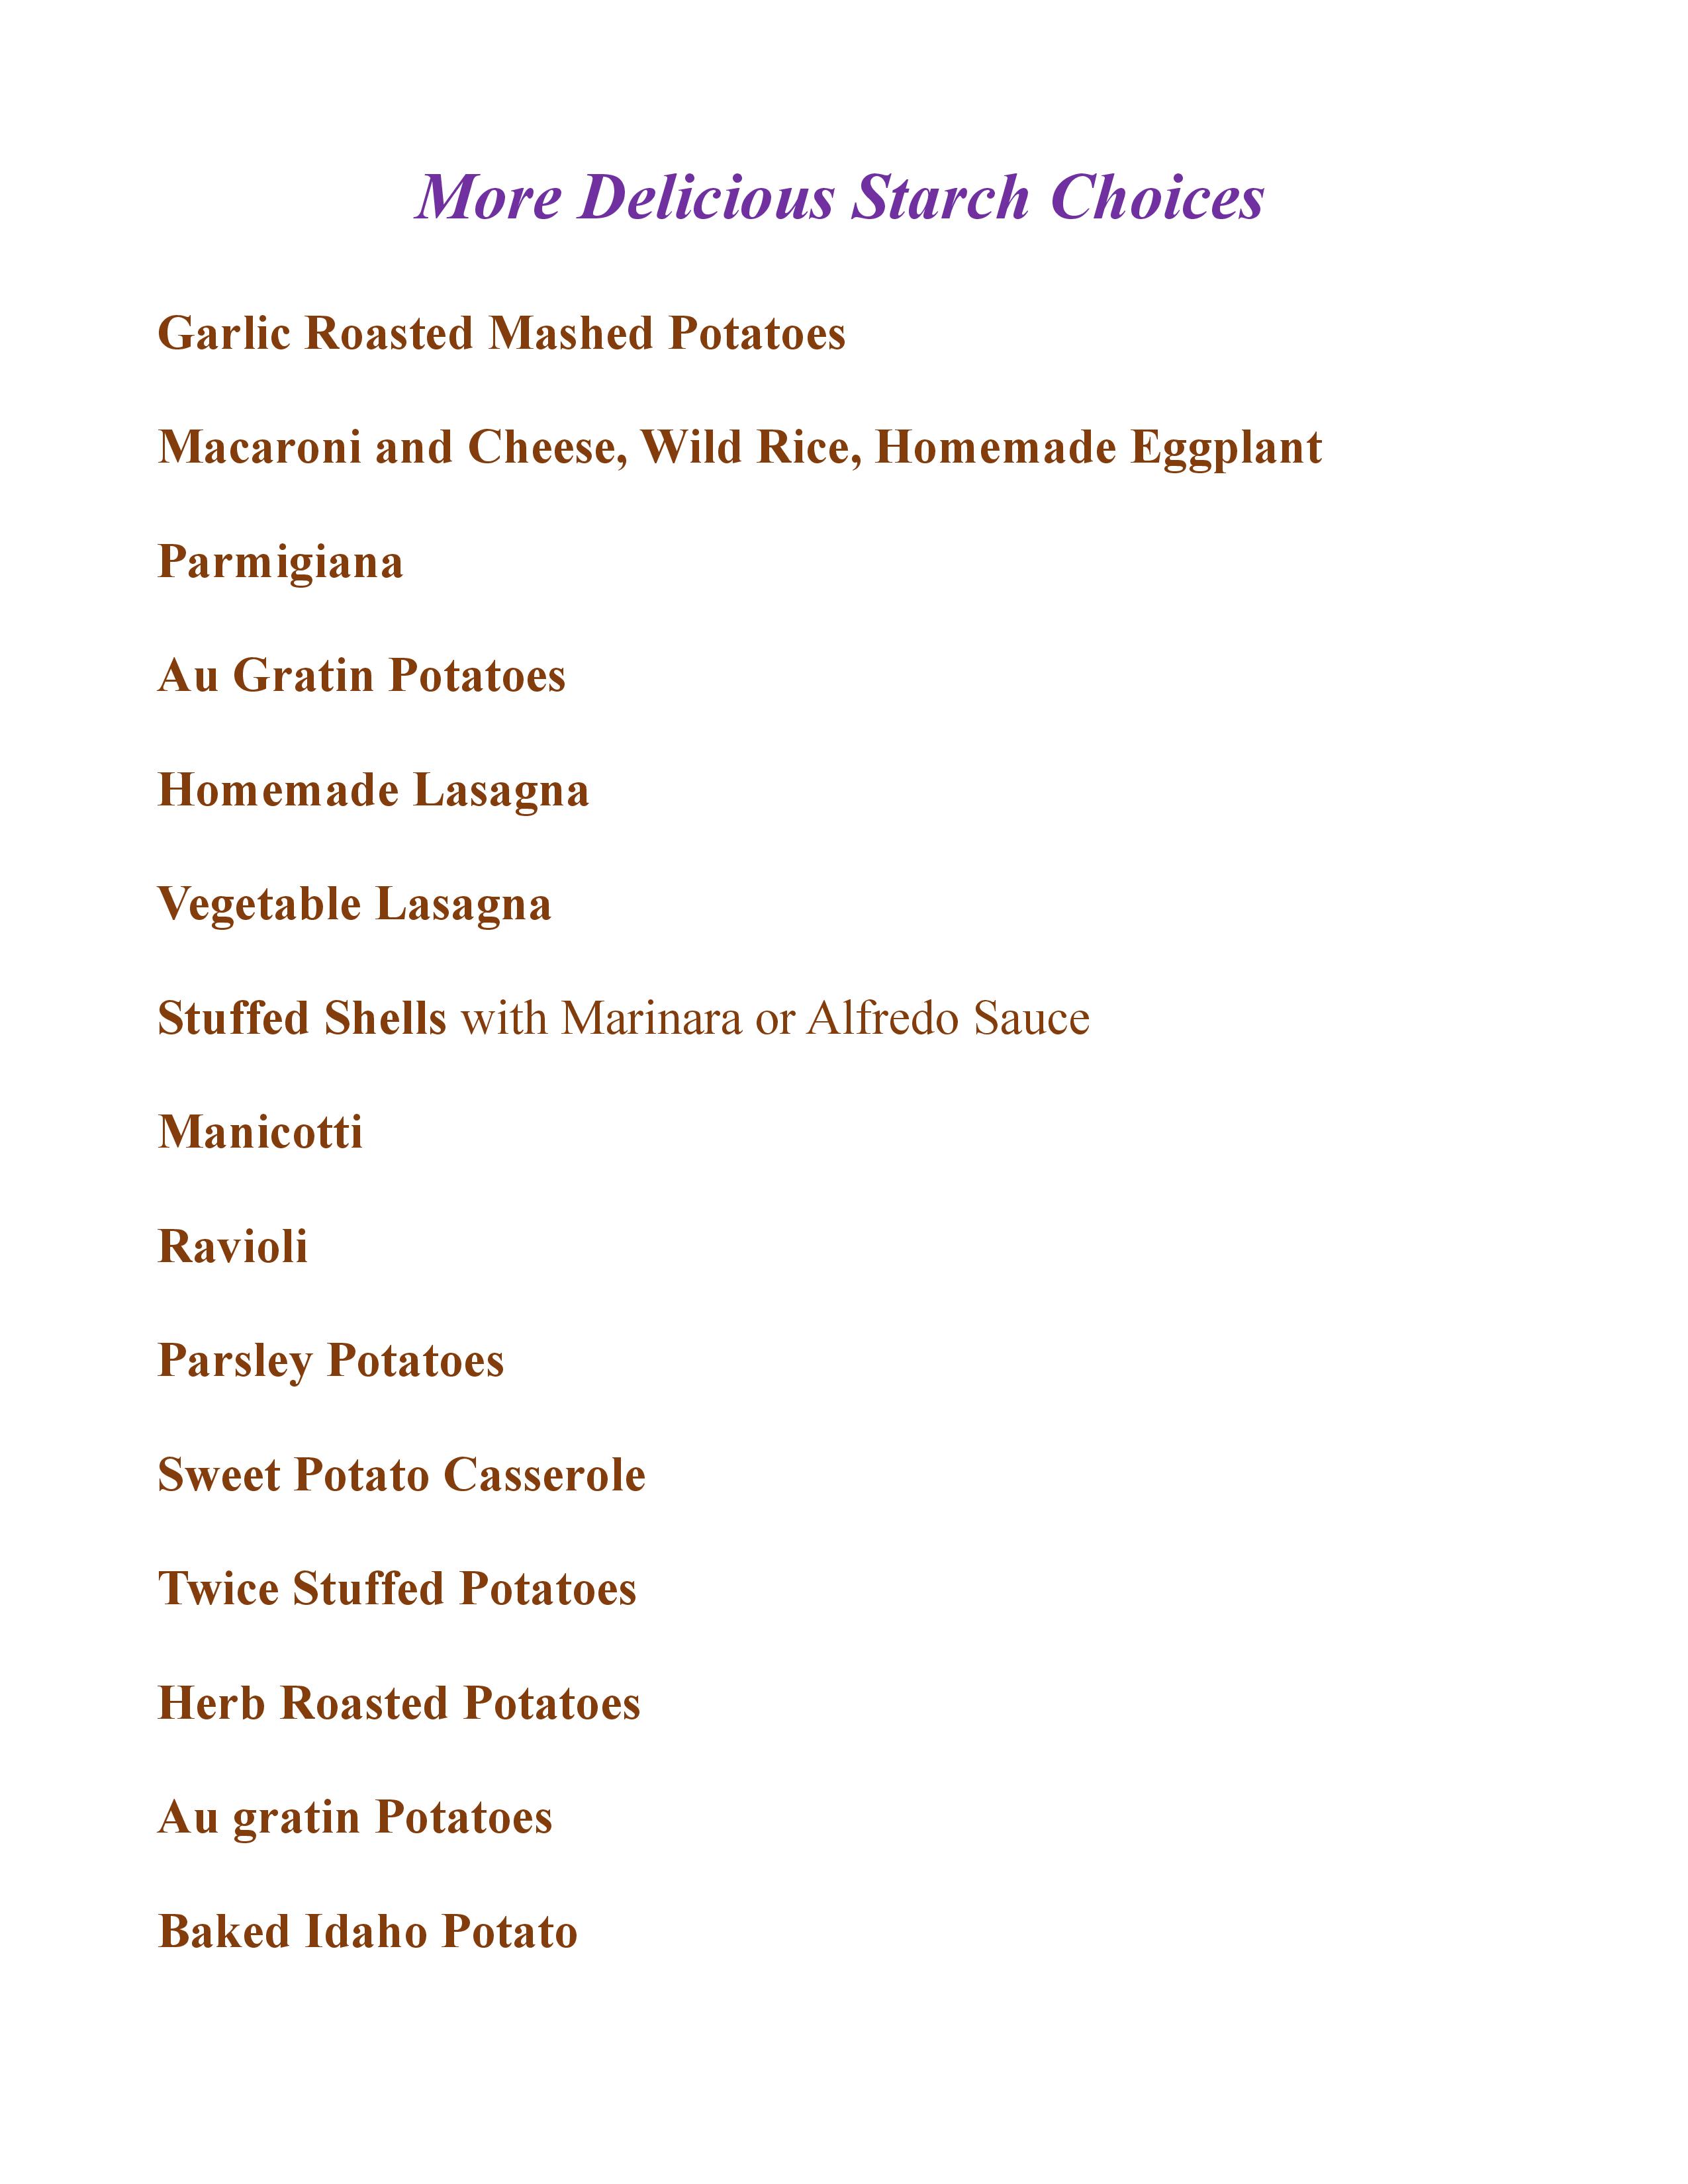 More Delicious Starch Choices
Garlic Roasted Mashed Potatoes
Macaroni and Cheese, Wild Rice, Homemade Eggplant
Parmigiana
Au Gratin Potatoes
Homemade Lasagna
Vegetable Lasagna
Stuffed Shells with Marinara or Alfredo Sauce
Manicotti
Ravioli
Parsley Potatoes
Sweet Potato Casserole
Twice Stuffed Potatoes
Herb Roasted Potatoes
Au gratin Potatoes
Baked Idaho Potato